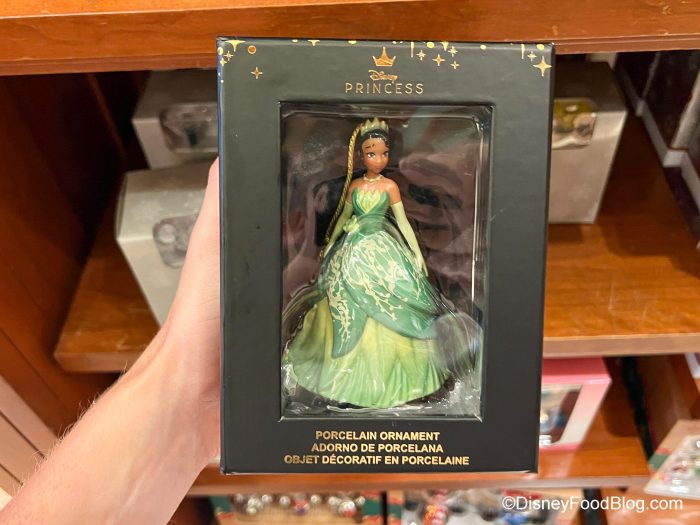 Disney
PRINCESS
PORCELAIN ORNAMENT
ADORNO DE PORCELANA
OBJET DÉCORATIF EN PORCELAINE
©DisneyFoodBlog.com